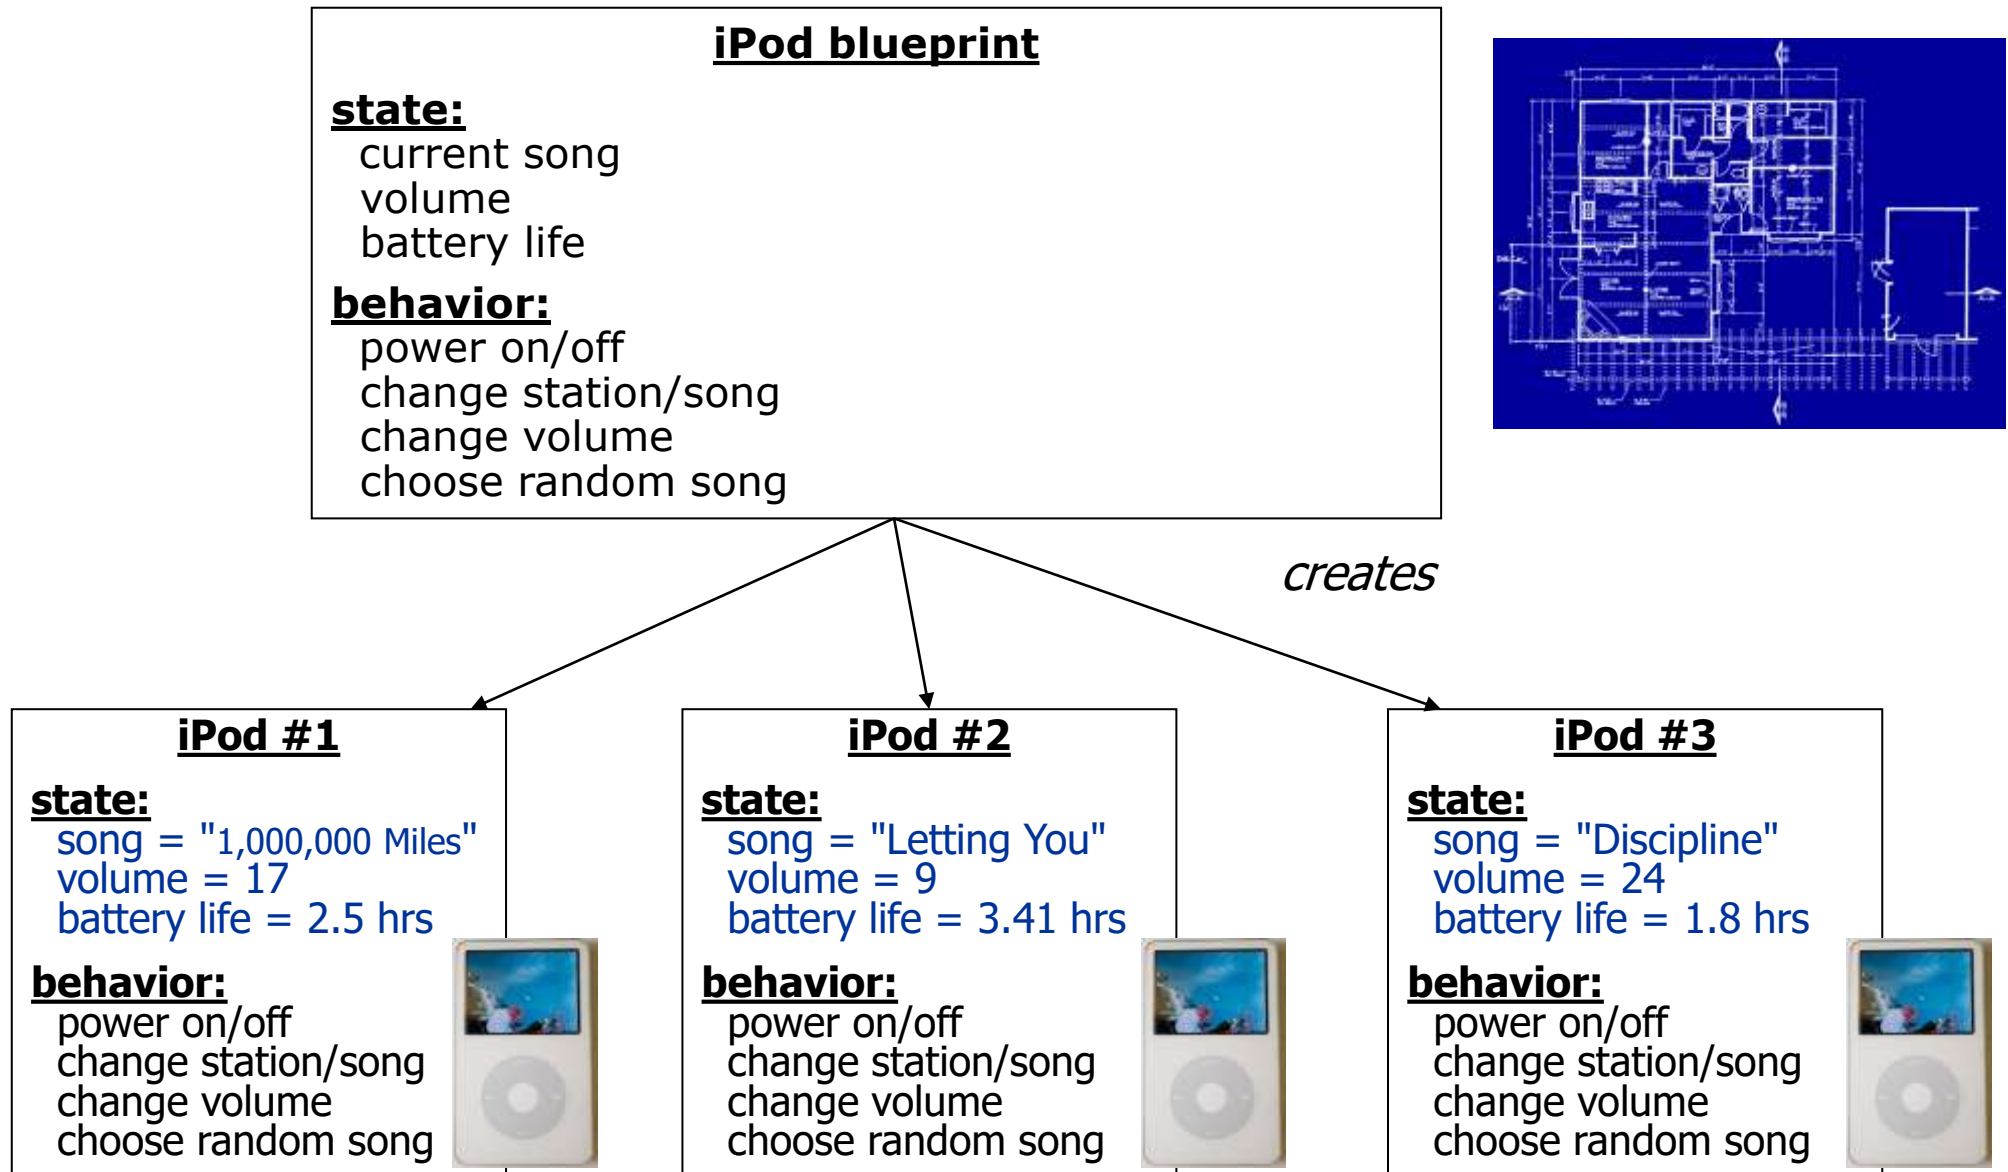 iPod blueprint
state:
current song
volume
battery life
behavior:
power on/off
change station/song
change volume
choose random song
creates
iPod #1
state:
song = "1,000,000 Miles"
volume = 17
battery life = 2.5 hrs
behavior:
power on/off
change station/song
change volume
choose random song
iPod #2
state:
song = "Letting You"
volume = 9
battery life = 3.41 hrs
behavior:
power on/off
change station/song
change volume
choose random song
iPod #3
state:
song = "Discipline"
volume = 24
battery life = 1.8 hrs
behavior:
power on/off
change station/song
change volume
choose random song